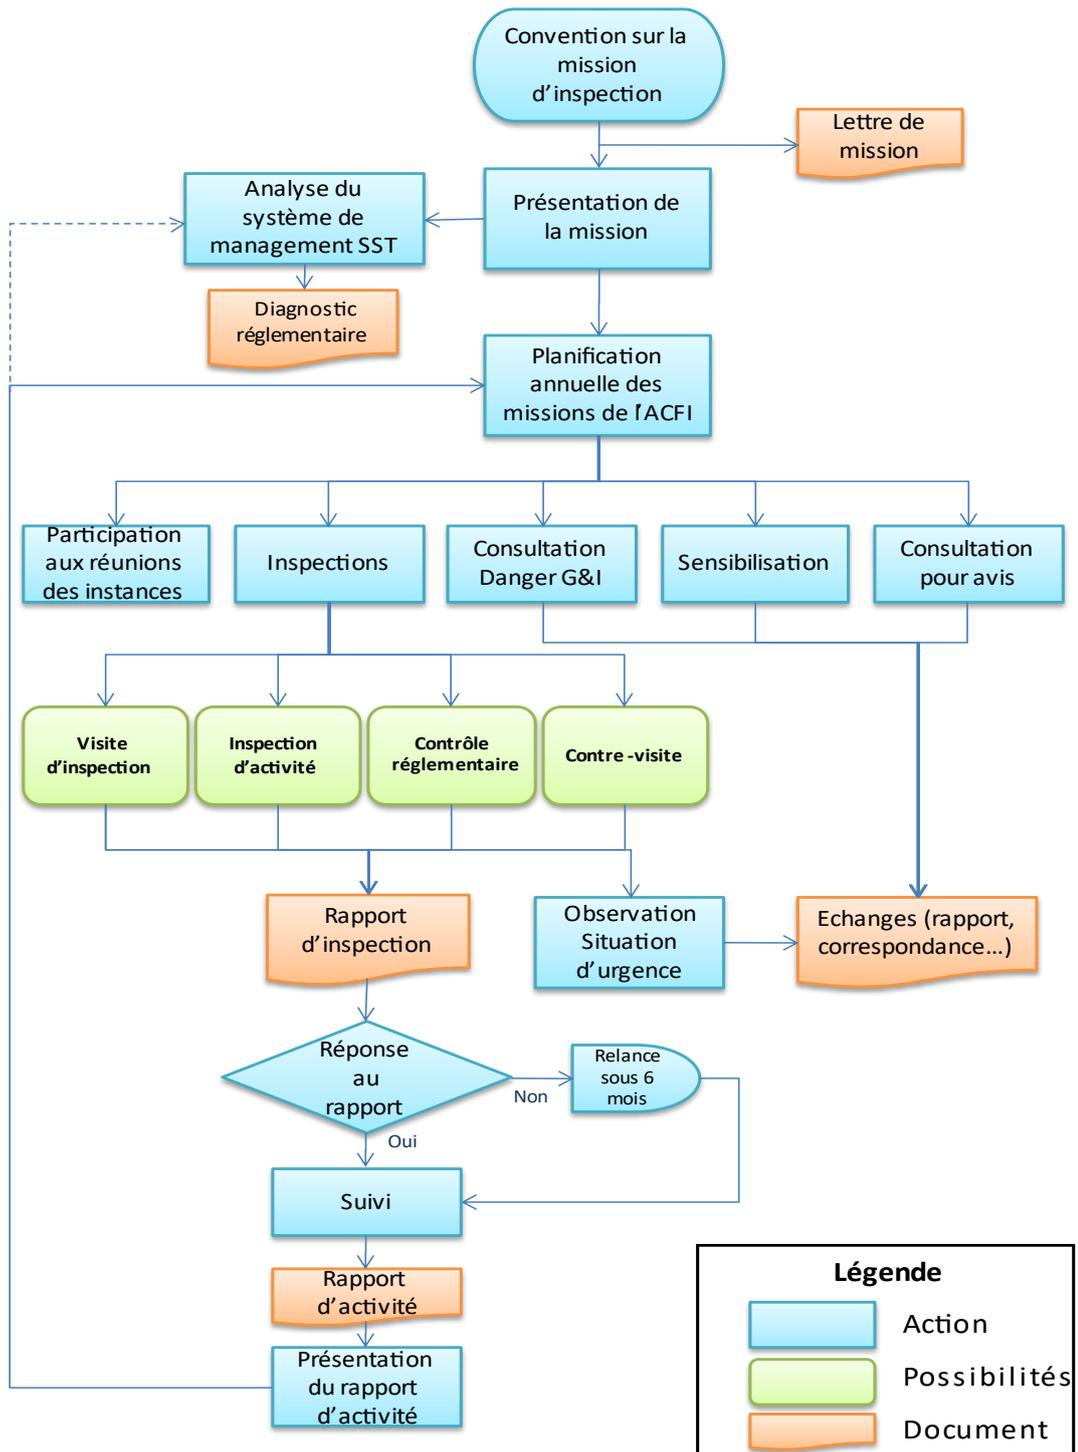 Convention sur la
mission
d'inspection
Lettre de
mission
Analyse du
système de
management SST
Présentation de
la mission
Diagnostic
réglementaire
Planification
annuelle des
missions de l'ACFI
Participation
aux réunions
des instances
Inspections
Consultation
Danger G&I
Sensibilisation
Consultation
pour avis
Visite
d'inspection
Inspection
d'activité
Contrôle
réglementaire
Contre -visite
Rapport
d'inspection
Observation
Situation
d'urgence
Echanges (rapport,
correspondance...)
Réponse
au
rapport
Non
Relance
sous 6
mois
Oui
Suivi
Rapport
d'activité
Présentation
du rapport
d'activité
Légende
Action
Possibilités
Document